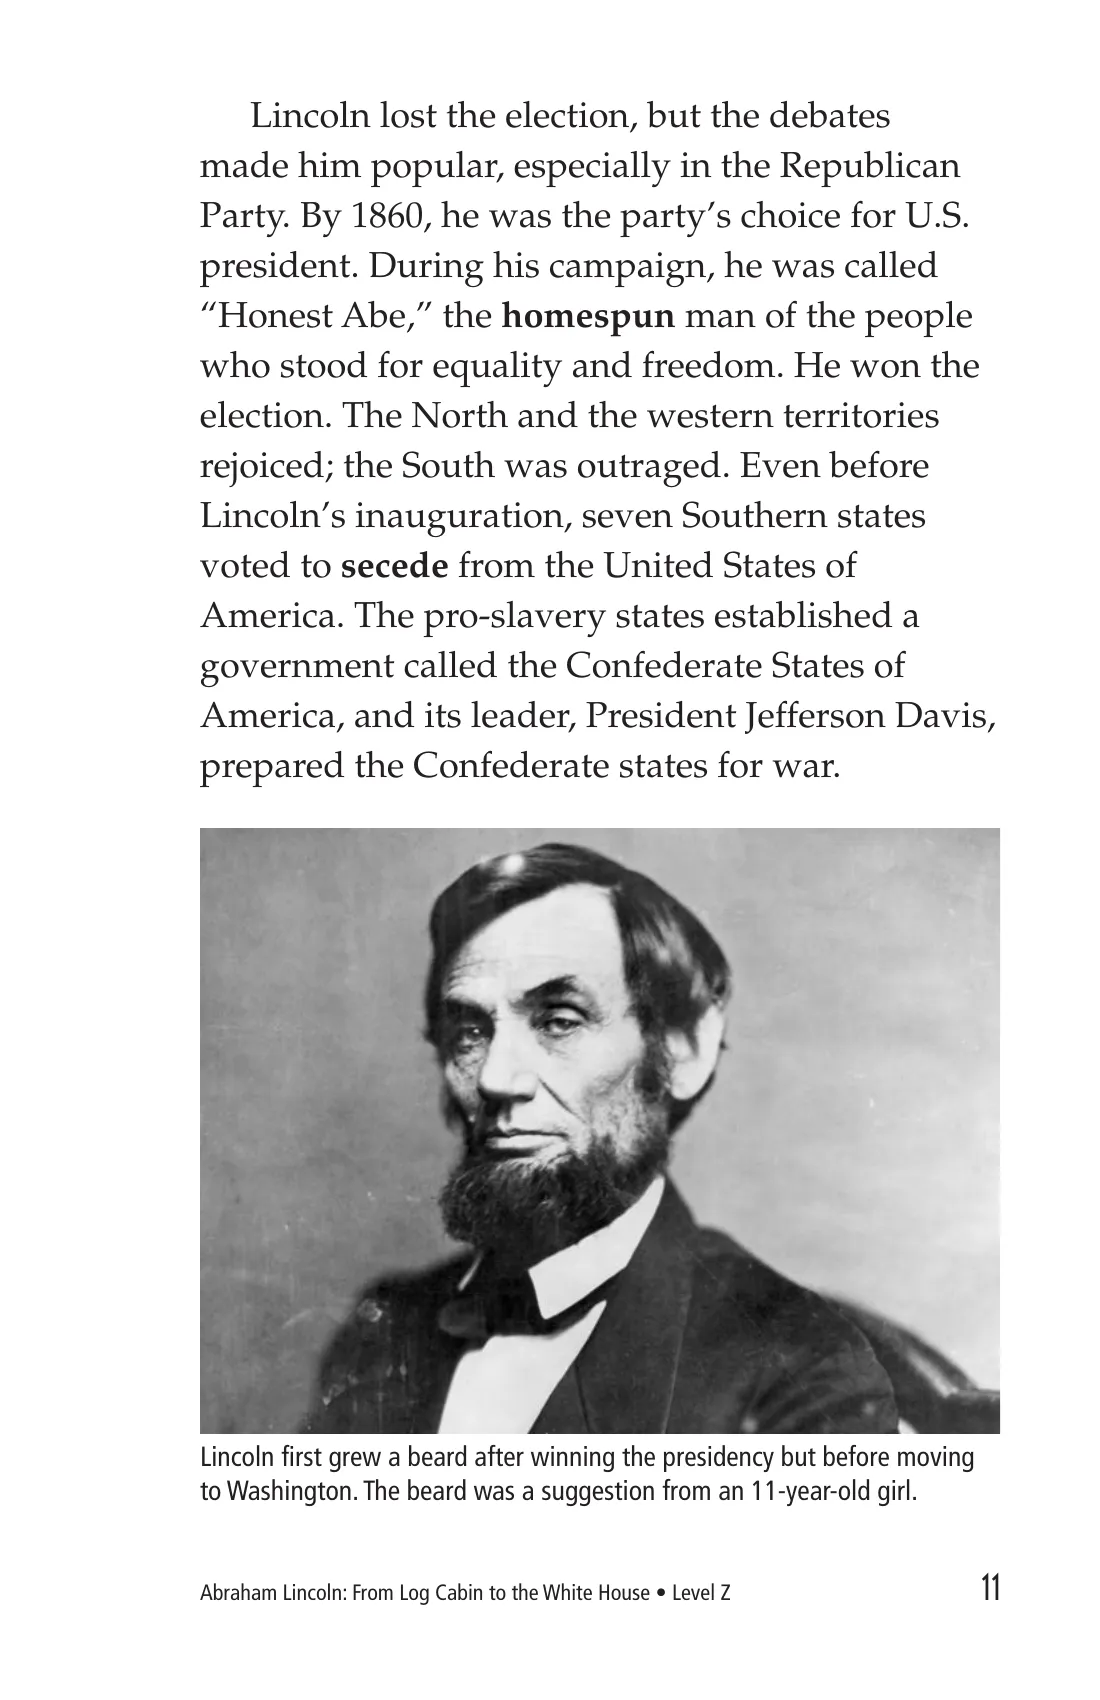 Lincoln lost the election, but the debates
made him popular, especially in the Republican
Party. By 1860, he was the party’s choice for U.S.
president. During his campaign, he was called
“Honest Abe,” the homespun man of the people
who stood for equality and freedom. He won the
election. The North and the western territories
rejoiced; the South was outraged. Even before
Lincoln’s inauguration, seven Southern states
voted to secede from the United States of
America. The pro-slavery states established a
government called the Confederate States of
America, and its leader, President Jefferson Davis,
prepared the Confederate states for war.
Lincoln first grew a beard after winning the presidency but before moving
to Washington. The beard was a suggestion from an 11-year-old girl.
Abraham Lincoln: From Log Cabin to the White House • Level Z 11